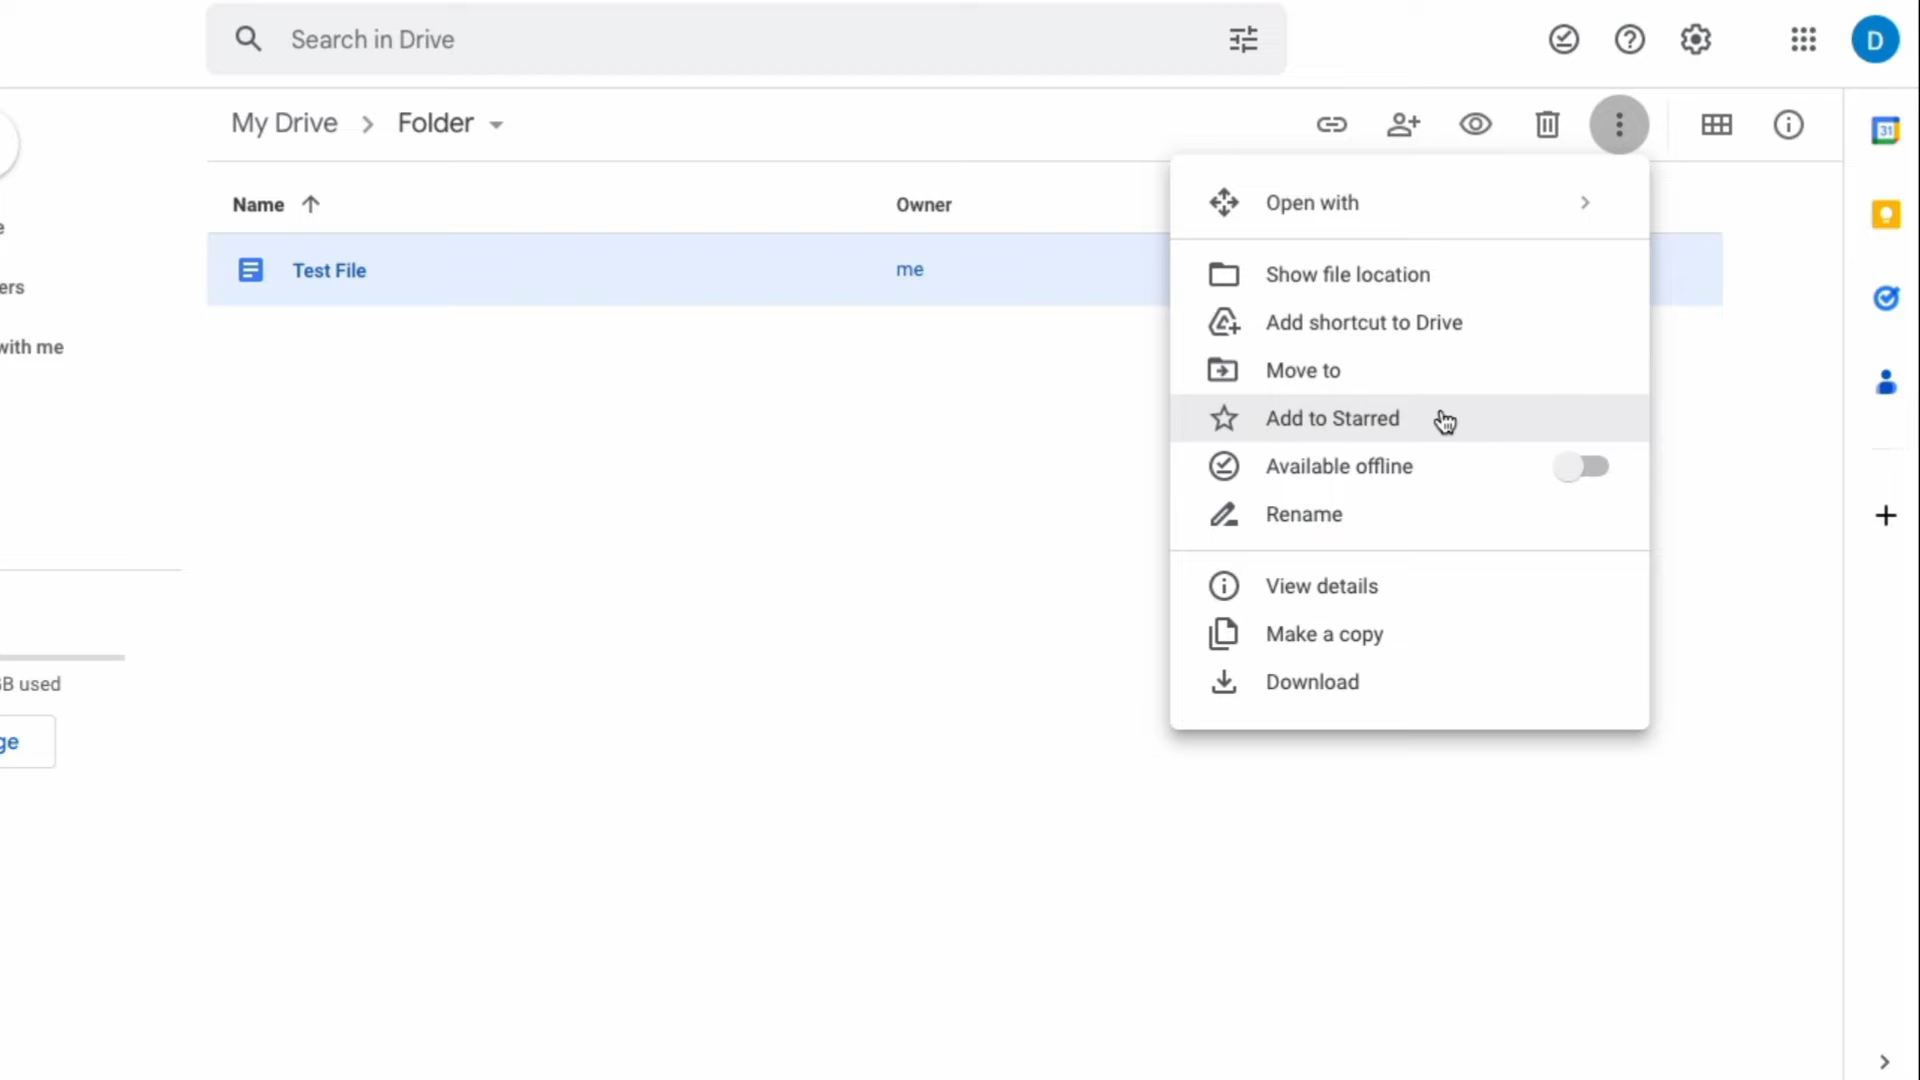 Search in Drive
D
My Drive
Folder
31
Name
Owner
Open with
e
Test File
me
Show file location
ers
Add shortcut to Drive
with me
Move to
Add to Starred
Available offline
Rename
View details
Make a copy
GB used
Download
ge